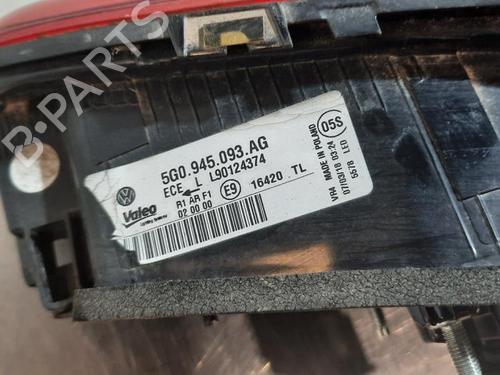 B-PARTS
5G0.945.093.AG
ECE L L90124374
R1 AR F1
02 00 00
E9
16420 .TL
Valeo
05S
MADE IN POLAND
VRA 07/03/18 03:24
5578 LED